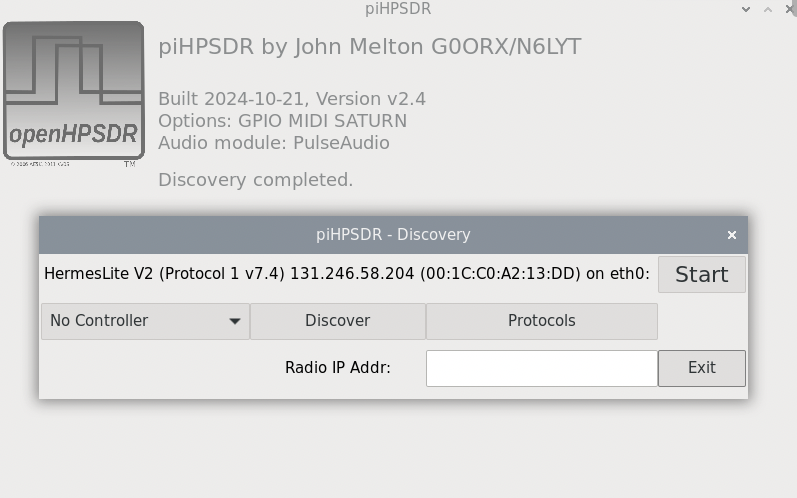 piHPSDR
piHPSDR by John Melton G0ORX/N6LYT
Built 2024-10-21, Version v2.4
Options: GPIO MIDI SATURN
Audio module: PulseAudio
openHPSDR
TM
Discovery completed.
piHPSDR - Discovery
HermesLite V2 (Protocol 1 v7.4) 131.246.58.204 (00:1C:C0:A2:13:DD) on eth0:
Start
No Controller
Discover
Protocols
Radio IP Addr:
Exit